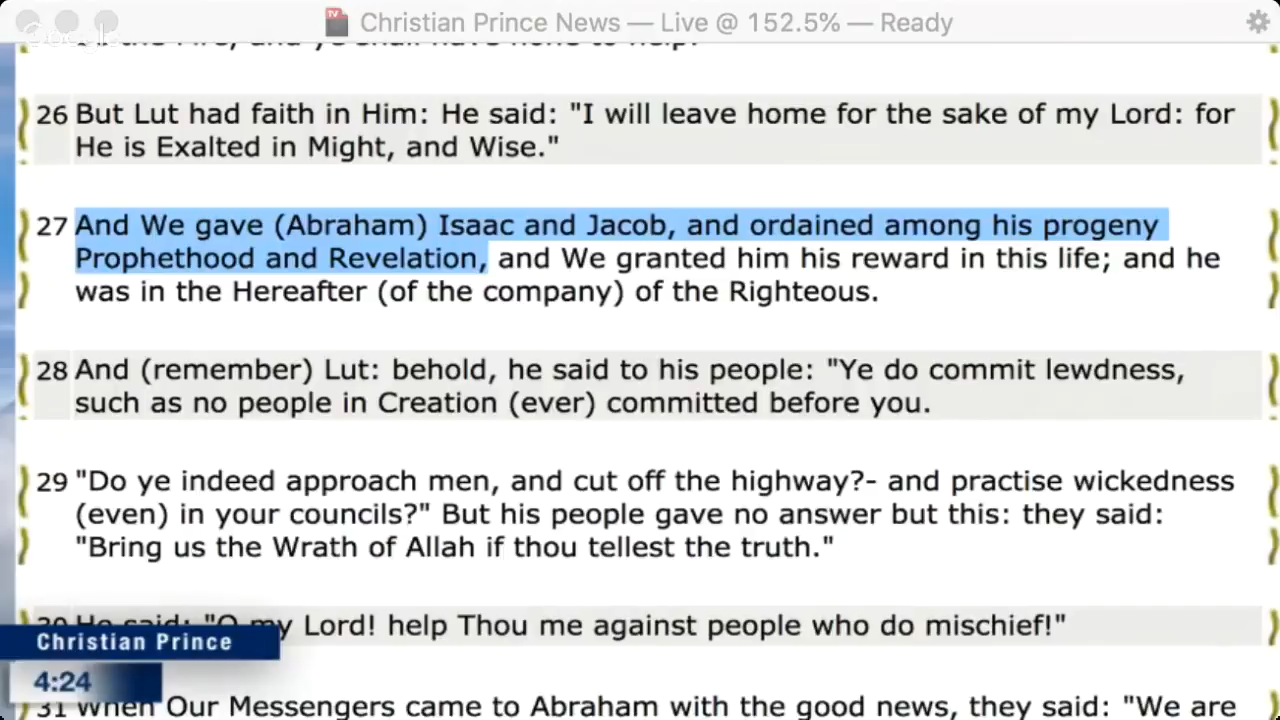 Christian Prince News — Live @ 152.5% — Ready
Google
26 But Lut had faith in Him: He said: "I will leave home for the sake of my Lord: for
He is Exalted in Might, and Wise."
27 And We gave (Abraham) Isaac and Jacob, and ordained among his progeny
Prophethood and Revelation, and We granted him his reward in this life; and he
was in the Hereafter (of the company) of the Righteous.
28 And (remember) Lut: behold, he said to his people: "Ye do commit lewdness,
such as no people in Creation (ever) committed before you.
29 "Do ye indeed approach men, and cut off the highway?- and practise wickedness
(even) in your councils?" But his people gave no answer but this: they said:
"Bring us the Wrath of Allah if thou tellest the truth."
30 He said: "O my Lord! help Thou me against people who do mischief!"
Christian Prince
4:24
31 When Our Messengers came to Abraham with the good news, they said: "We are